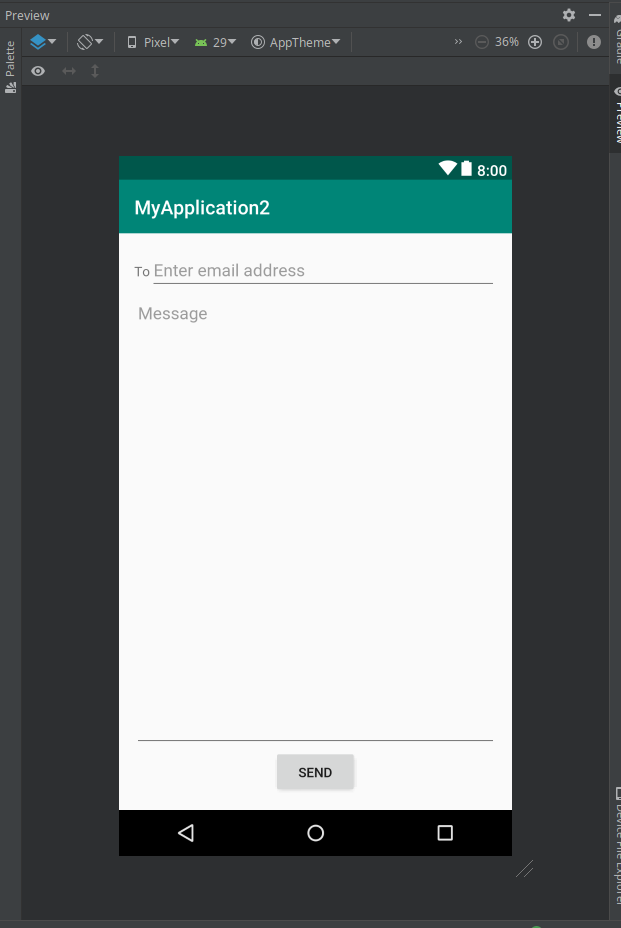 Preview
Palette
Pixel 29 AppTheme 36%
8:00
MyApplication2
To Enter email address
Message
SEND
Gradle
Preview
Device File Explorer